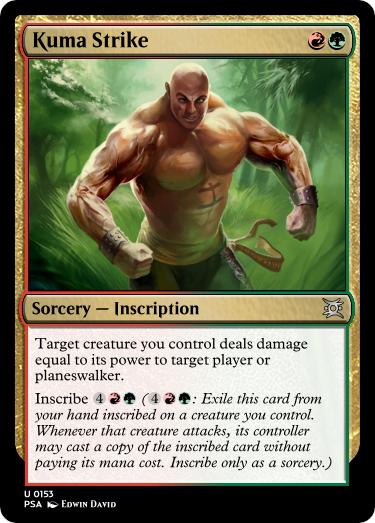 Kuma Strike
Sorcery — Inscription
Target creature you control deals damage
equal to its power to target player or
planeswalker.
Inscribe 4 (4 : Exile this card from
your hand inscribed on a creature you control.
Whenever that creature attacks, its controller
may cast a copy of the inscribed card without
paying its mana cost. Inscribe only as a sorcery.)
U 0153
PSA Edwin David